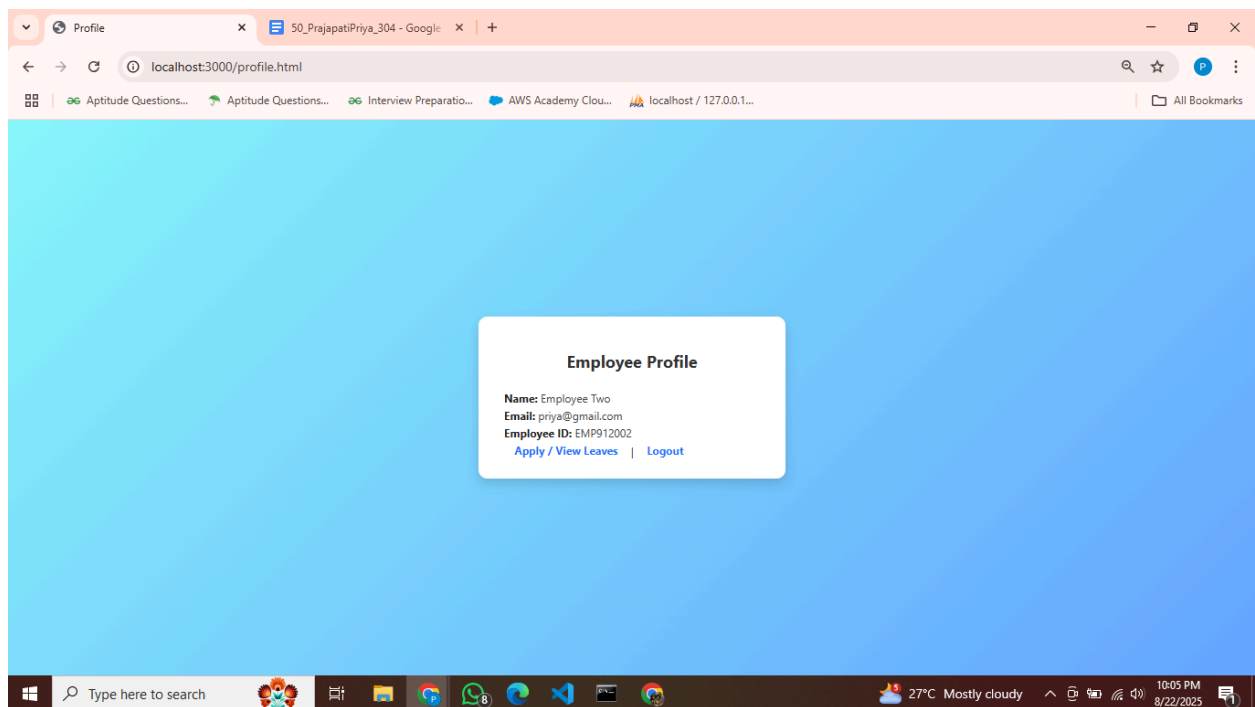 Profile
50_PrajapatiPriya_304 - Google
localhost:3000/profile.html
P
Aptitude Questions...
Aptitude Questions...
Interview Preparatio...
AWS Academy Clou...
localhost / 127.0.0.1...
All Bookmarks
Employee Profile
Name: Employee Two
Email: priya@gmail.com
Employee ID: EMP912002
Apply / View Leaves | Logout
Type here to search
8
27°C Mostly cloudy
10:05 PM
8/22/2025
1